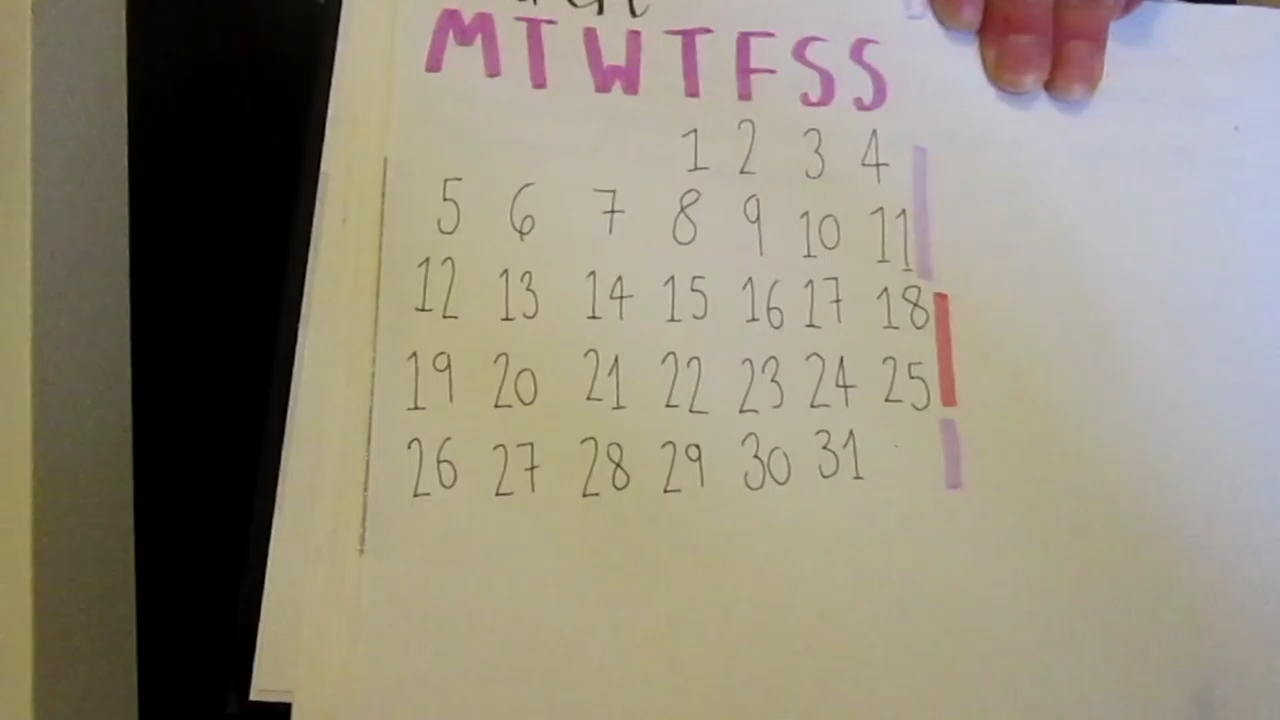 M T W T F S S
1 2 3 4
5 6 7 8 9 10 11
12 13 14 15 16 17 18
19 20 21 22 23 24 25
26 27 28 29 30 31